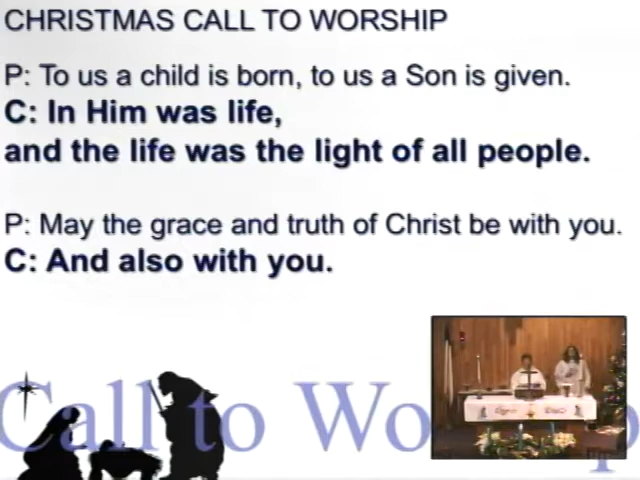 CHRISTMAS CALL TO WORSHIP
P: To us a child is born, to us a Son is given.
C: In Him was life,
and the life was the light of all people.
P: May the grace and truth of Christ be with you.
C: And also with you.
Call to